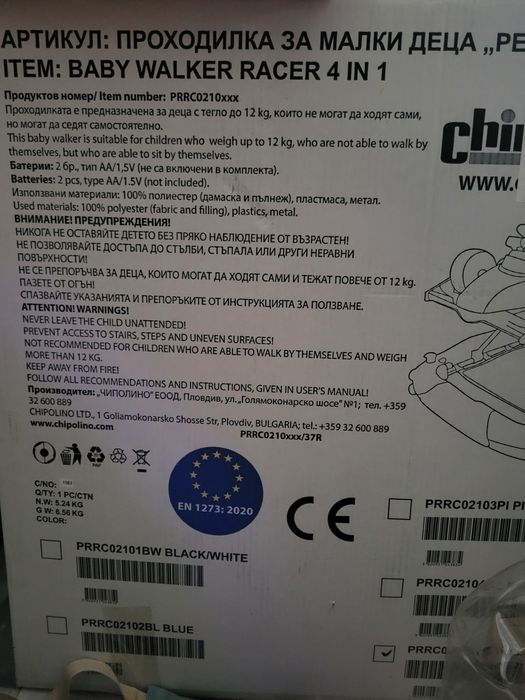 АРТИКУЛ: ПРОХОДИЛКА ЗА МАЛКИ ДЕЦА „РЕ
ITEM: BABY WALKER RACER 4 IN 1
Продуктов номер/ Item number: PRRC0210xxx
Проходилката е предназначена за деца с тегло до 12 kg, които не могат да ходят сами,
но могат да седят самостоятелно.
This baby walker is suitable for children who weigh up to 12 kg, who are not able to walk by
themselves, but who are able to sit by themselves.
Батерии: 2 бр., тип AA/1,5V (не са включени в комплекта).
Batteries: 2 pcs, type AA/1.5V (not included).
Използвани материали: 100% полиестер (дамаска и пълнеж), пластмаса, метал.
Used materials: 100% polyester (fabric and filling), plastics, metal.
ВНИМАНИЕ! ПРЕДУПРЕЖДЕНИЯ!
НИКОГА НЕ ОСТАВЯЙТЕ ДЕТЕТО БЕЗ ПРЯКО НАБЛЮДЕНИЕ ОТ ВЪЗРАСТЕН!
НЕ ПОЗВОЛЯВАЙТЕ ДОСТЪПА ДО СТЪЛБИ, СТЪПАЛА ИЛИ ДРУГИ НЕРАВНИ
ПОВЪРХНОСТИ!
НЕ СЕ ПРЕПОРЪЧВА ЗА ДЕЦА, КОИТО МОГАТ ДА ХОДЯТ САМИ И ТЕЖАТ ПОВЕЧЕ ОТ 12 kg.
ПАЗЕТЕ ОТ ОГЪН!
СПАЗВАЙТЕ УКАЗАНИЯТА И ПРЕПОРЪКИТЕ ОТ ИНСТРУКЦИЯТА ЗА ПОЛЗВАНЕ.
ATTENTION! WARNINGS!
NEVER LEAVE THE CHILD UNATTENDED!
PREVENT ACCESS TO STAIRS, STEPS AND UNEVEN SURFACES!
NOT RECOMMENDED FOR CHILDREN WHO ARE ABLE TO WALK BY THEMSELVES AND WEIGH
MORE THAN 12 KG.
KEEP AWAY FROM FIRE!
FOLLOW ALL RECOMMENDATIONS AND INSTRUCTIONS, GIVEN IN USER'S MANUAL!
Производител: „ЧИПОЛИНО" ЕООД, Пловдив, ул. „Голямоконарско шосе" №1; тел. +359
32 600 889
CHIPOLINO LTD., 1 Goliamokonarsko Shosse Str, Plovdiv, BULGARIA; tel.: +359 32 600 889
www.chipolino.com
PRRC0210xxx/37R
chi
www.
PAP
EN 1273: 2020
CE
C/NO:
Q/TY: 1 PC/CTN
N.W: 5.24 KG
G W: 6.56 KG
COLOR:
PRRC02101BW BLACK/WHITE
PRRC02102BL BLUE
PRRC02103PI PI
PRRC0210
PRRC0